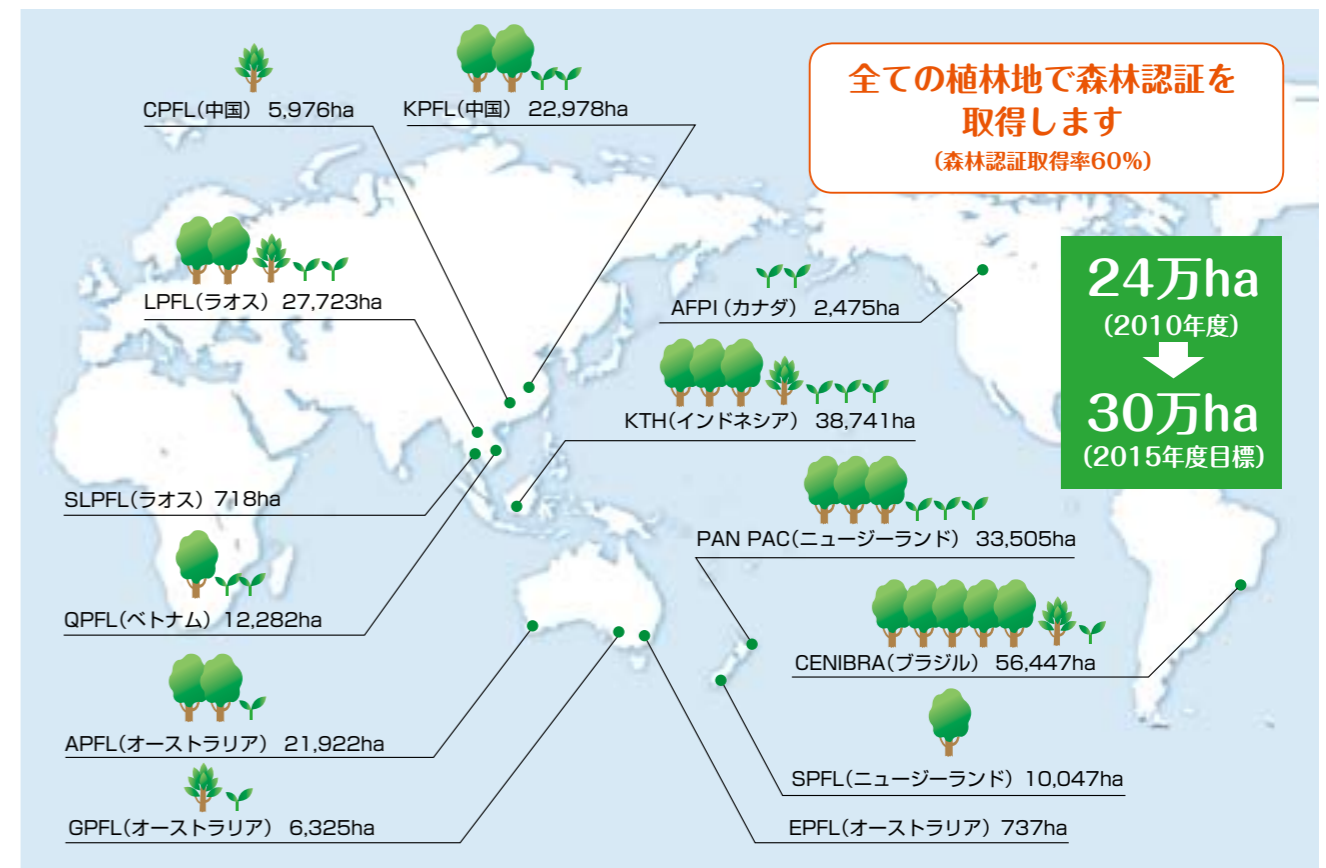 全ての植林地で森林認証を
取得します
(森林認証取得率60%)
CPFL(中国) 5,976ha
KPFL(中国) 22,978ha
24万ha
(2010年度)
30万ha
(2015年度目標)
LPFL(ラオス) 27,723ha
AFPI(カナダ) 2,475ha
KTH(インドネシア) 38,741ha
SLPFL(ラオス) 718ha
PAN PAC(ニュージーランド) 33,505ha
QPFL(ベトナム) 12,282ha
CENIBRA(ブラジル) 56,447ha
APFL(オーストラリア) 21,922ha
SPFL(ニュージーランド) 10,047ha
GPFL(オーストラリア) 6,325ha
EPFL(オーストラリア) 737ha